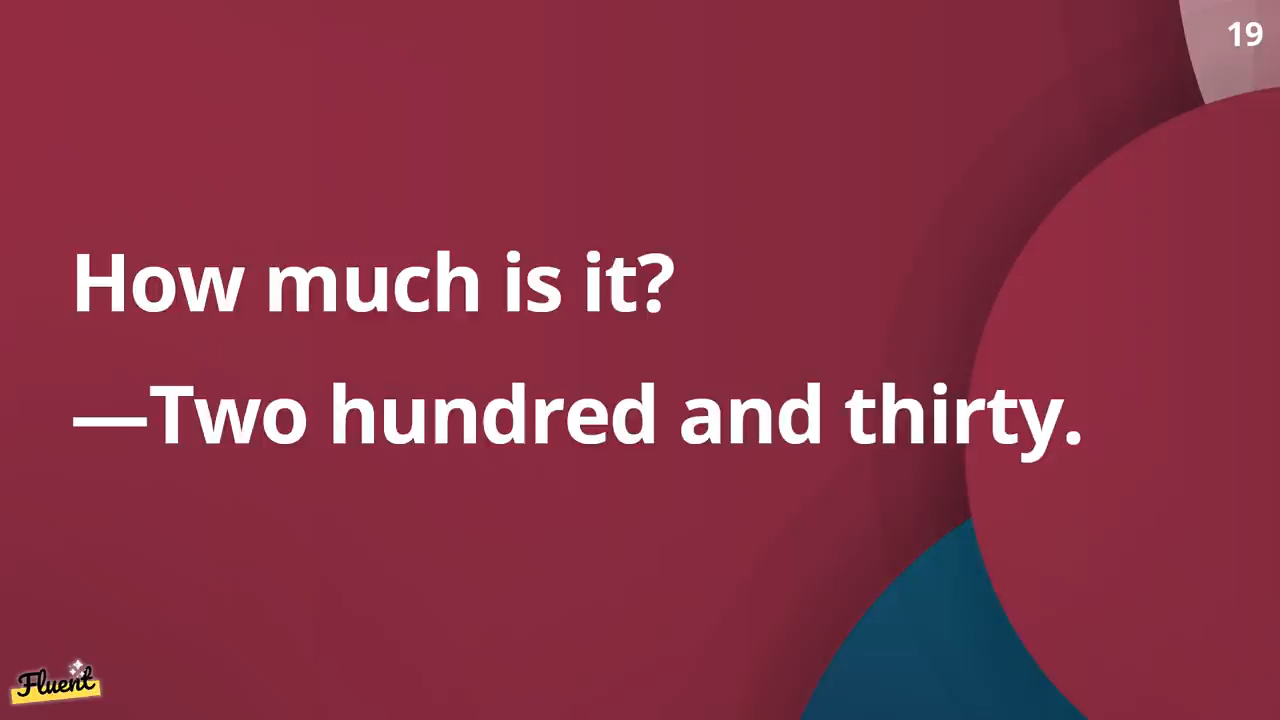 19
How much is it?
—Two hundred and thirty.
Fluent